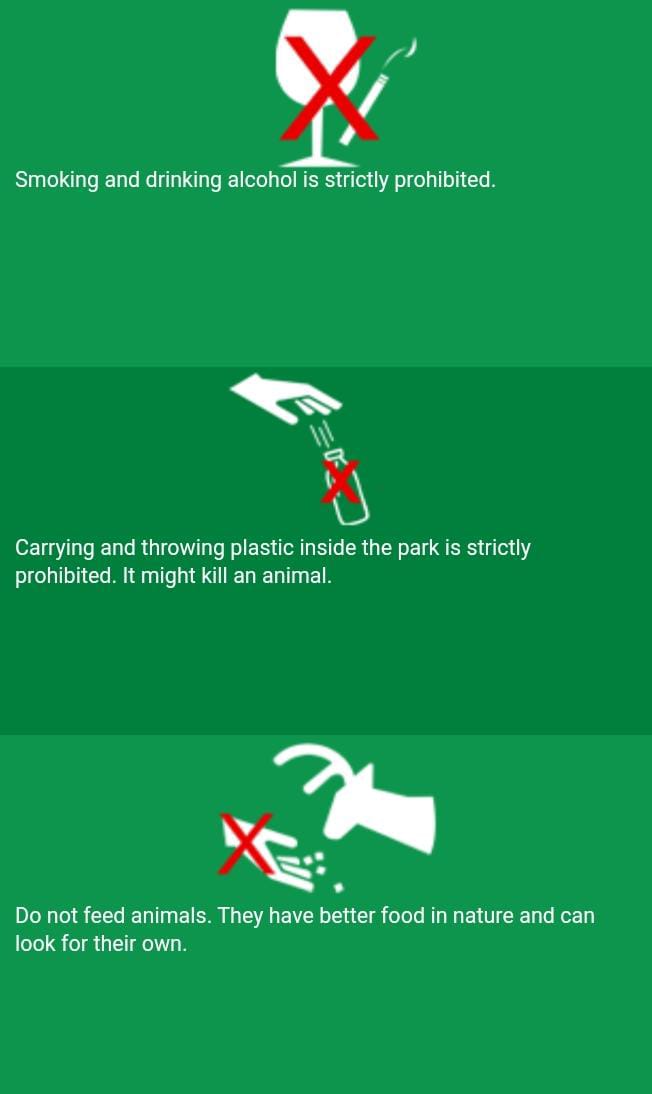 Smoking and drinking alcohol is strictly prohibited.
Carrying and throwing plastic inside the park is strictly
prohibited. It might kill an animal.
Do not feed animals. They have better food in nature and can
look for their own.